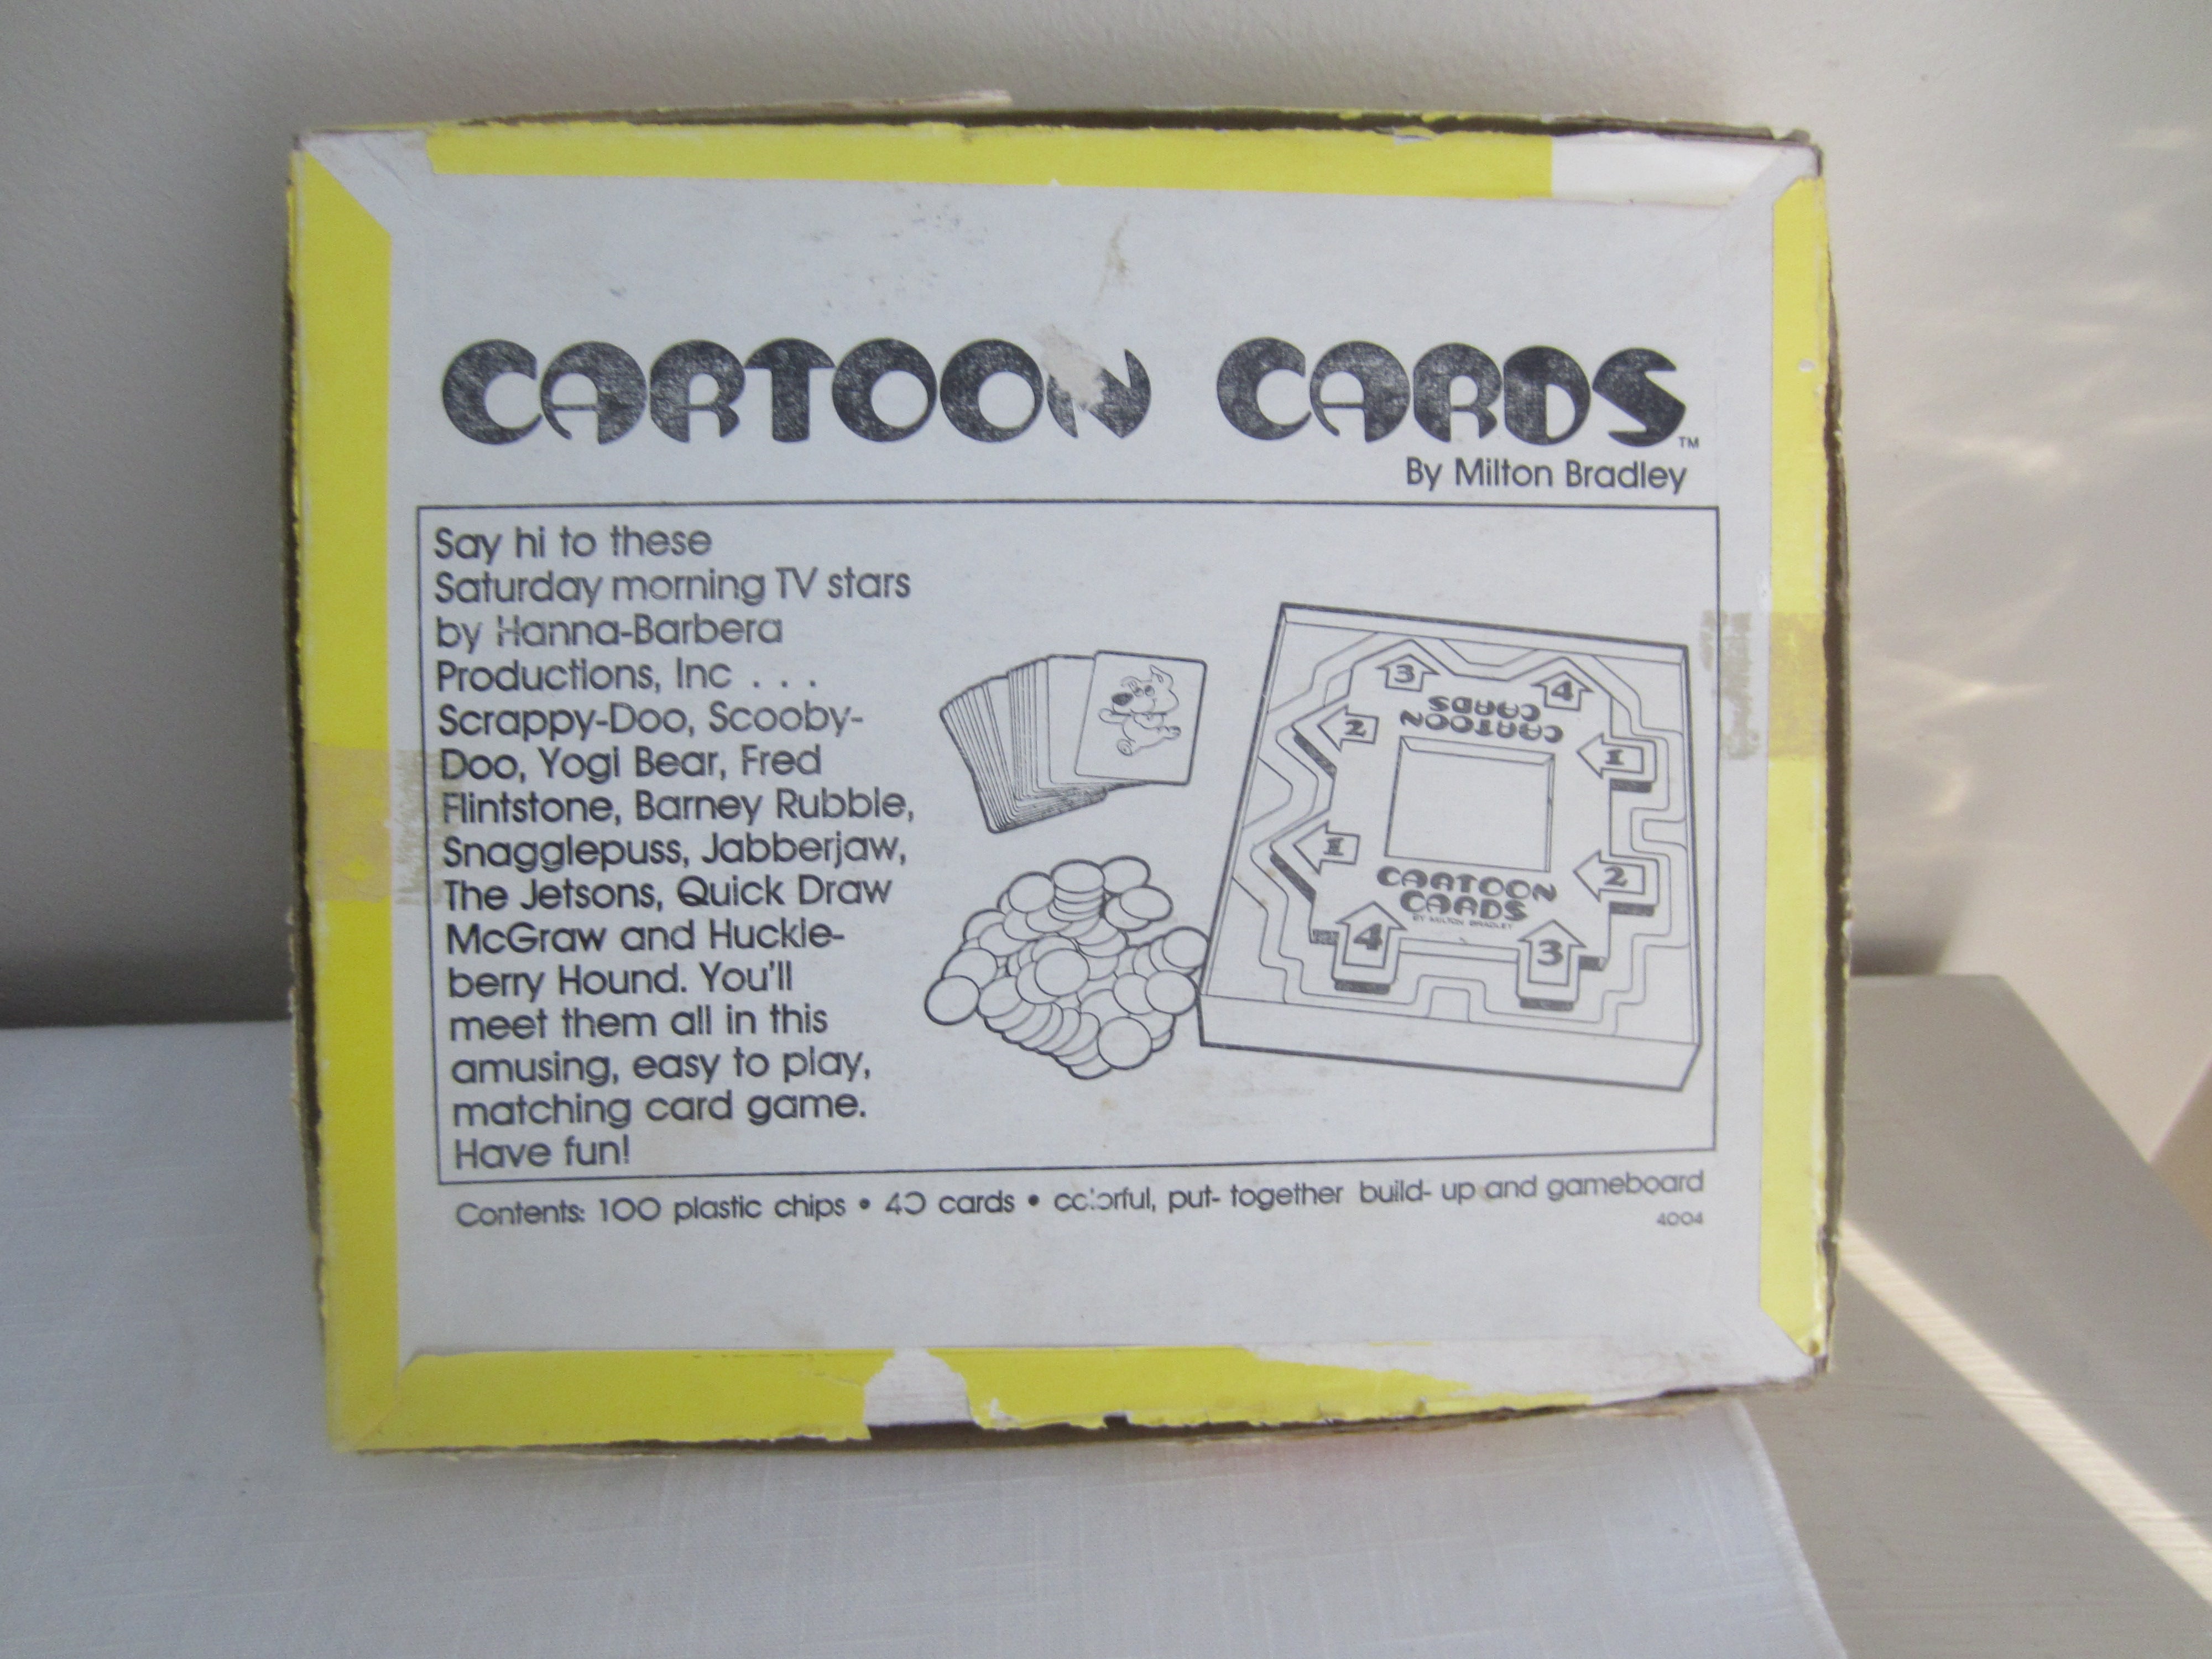 CARTOON CARDS™
By Milton Bradley
Say hi to these
Saturday morning TV stars
by Hanna-Barbera
Productions, Inc . . .
Scrappy-Doo, Scooby-
Doo, Yogi Bear, Fred
Flintstone, Barney Rubble,
Snagglepuss, Jabberjaw,
The Jetsons, Quick Draw
McGraw and Huckle-
berry Hound. You'll
meet them all in this
amusing, easy to play,
matching card game.
Have fun!
3
4
CARTOON
CARDS
2
1
1
2
CARTOON
CARDS
BY MILTON BRADLEY
4
3
Contents: 100 plastic chips • 40 cards • colorful, put- together build- up and gameboard
4004